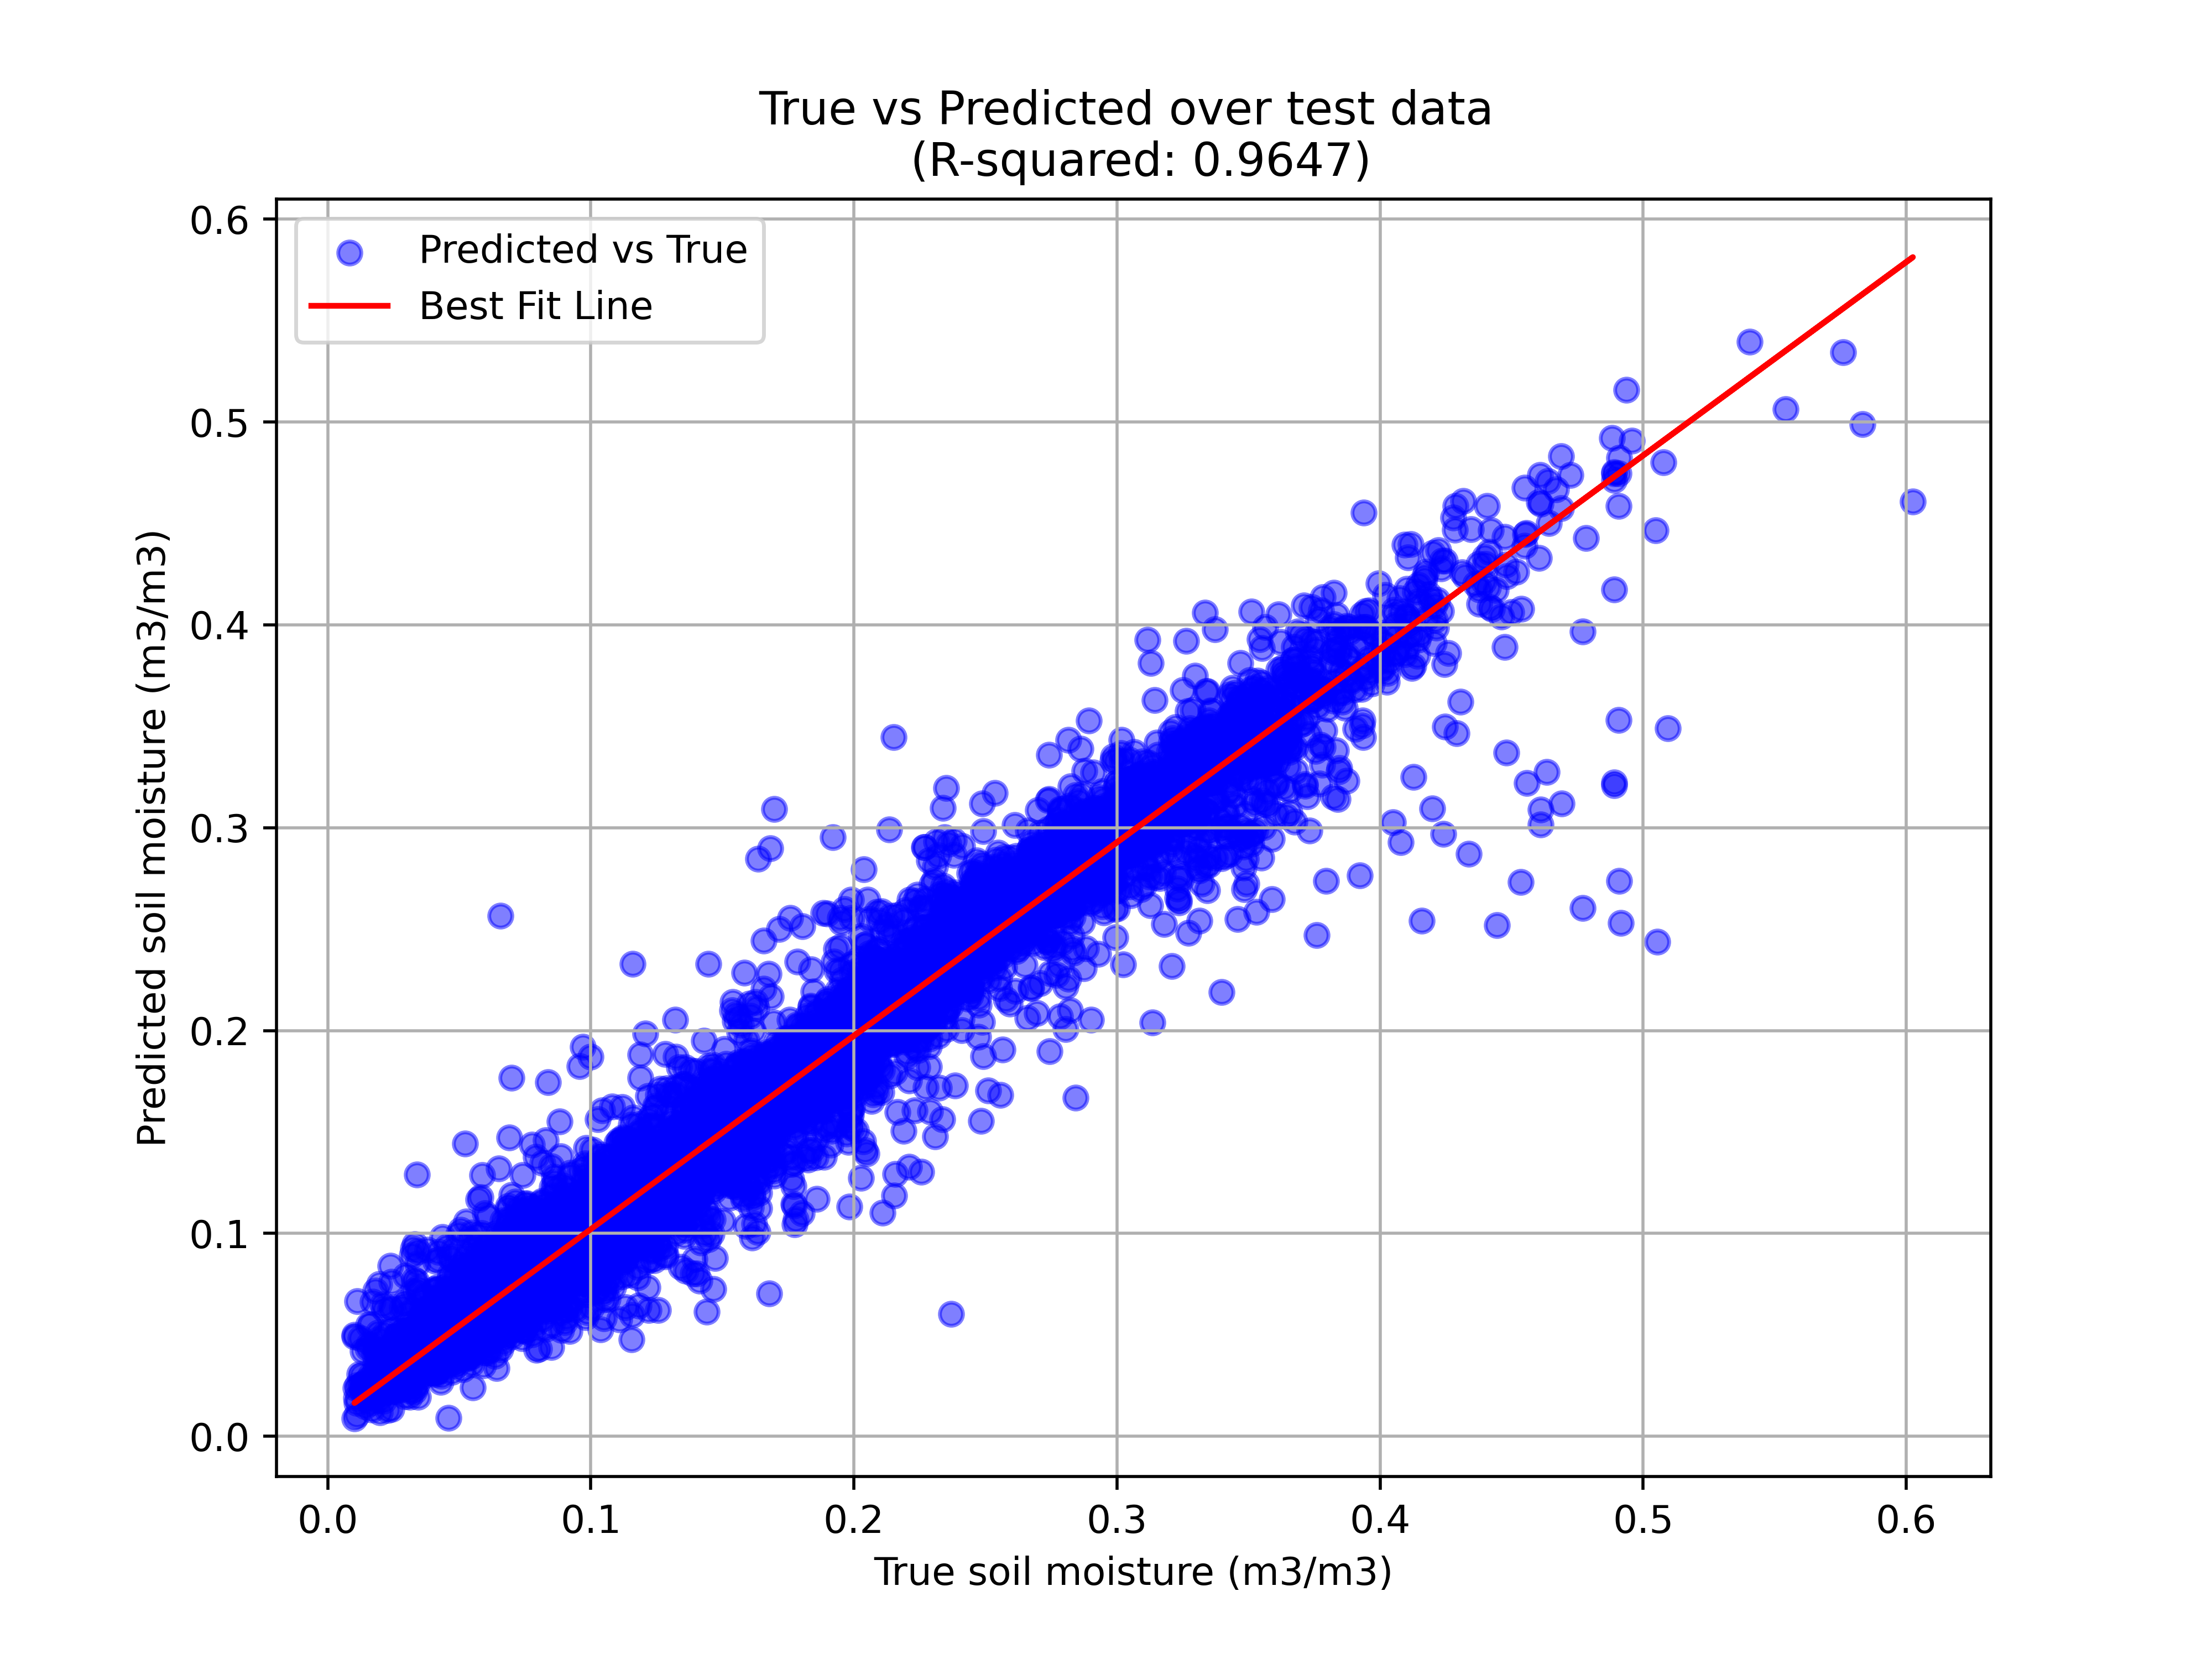 True vs Predicted over test data
(R-squared: 0.9647)
Predicted vs True
Best Fit Line
0.6
0.5
0.4
0.3
0.2
0.1
0.0
Predicted soil moisture (m3/m3)
0.0 0.1 0.2 0.3 0.4 0.5 0.6
True soil moisture (m3/m3)